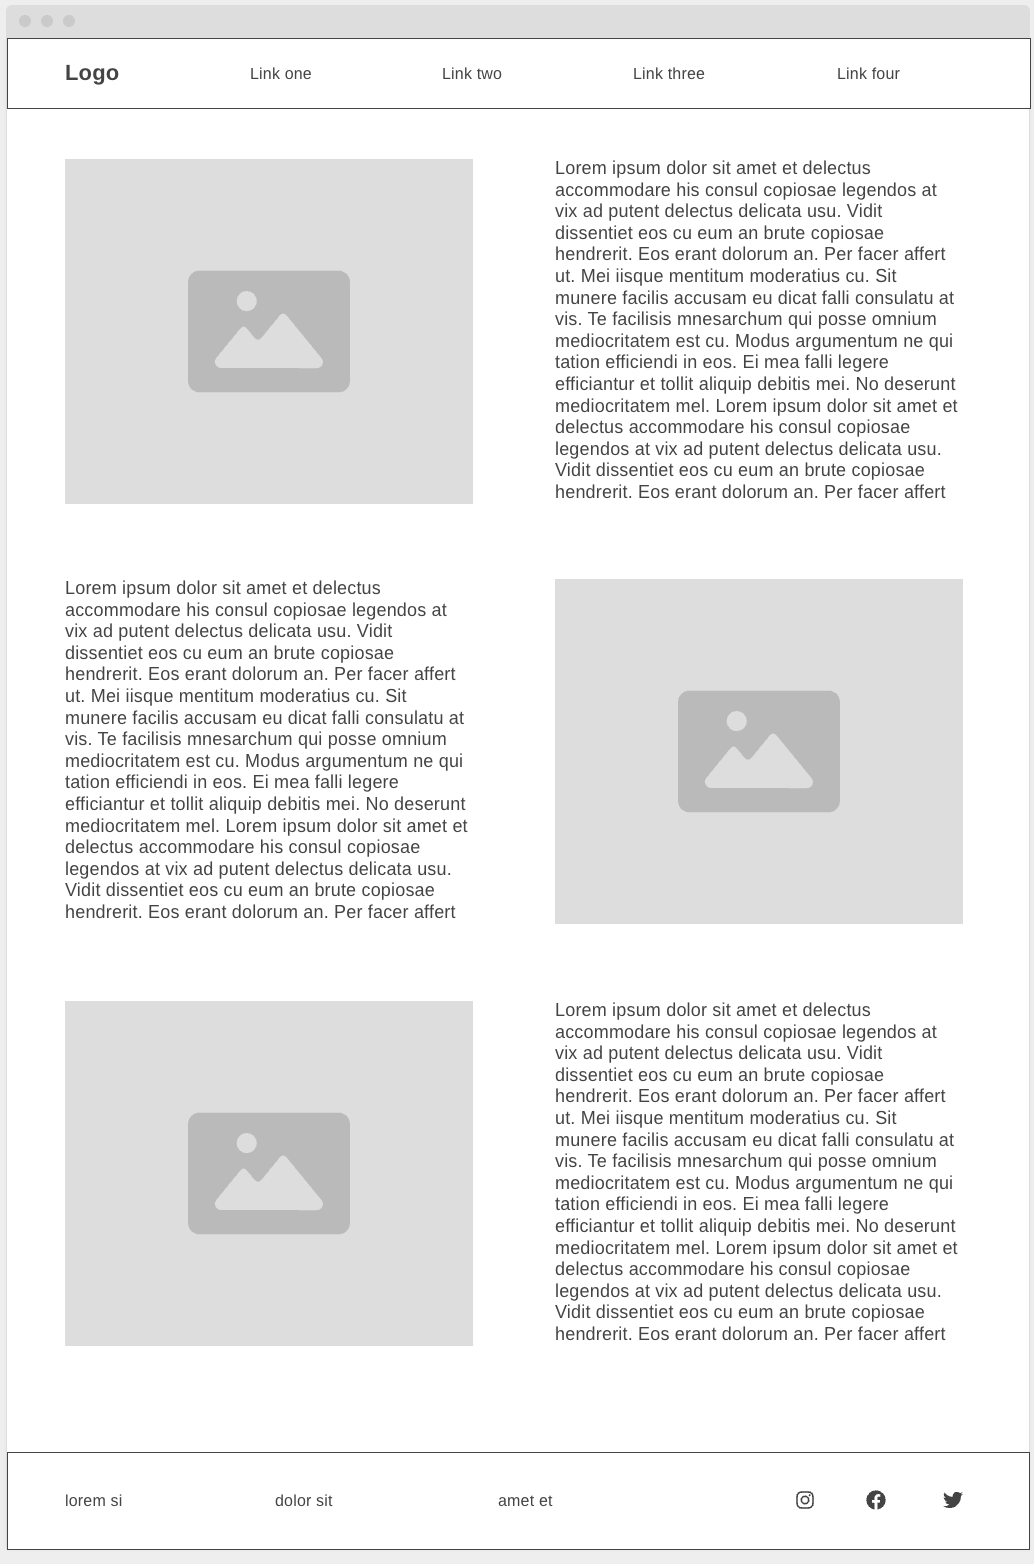 Logo
Link one
Link two
Link three
Link four
Lorem ipsum dolor sit amet et delectus
accommodare his consul copiosae legendos at
vix ad putent delectus delicata usu. Vidit
dissentiet eos cu eum an brute copiosae
hendrerit. Eos erant dolorum an. Per facer affert
ut. Mei iisque mentitum moderatius cu. Sit
munere facilis accusam eu dicat falli consulatu at
vis. Te facilisis mnesarchum qui posse omnium
mediocritatem est cu. Modus argumentum ne qui
tation efficiendi in eos. Ei mea falli legere
efficiantur et tollit aliquip debitis mei. No deserunt
mediocritatem mel. Lorem ipsum dolor sit amet et
delectus accommodare his consul copiosae
legendos at vix ad putent delectus delicata usu.
Vidit dissentiet eos cu eum an brute copiosae
hendrerit. Eos erant dolorum an. Per facer affert
Lorem ipsum dolor sit amet et delectus
accommodare his consul copiosae legendos at
vix ad putent delectus delicata usu. Vidit
dissentiet eos cu eum an brute copiosae
hendrerit. Eos erant dolorum an. Per facer affert
ut. Mei iisque mentitum moderatius cu. Sit
munere facilis accusam eu dicat falli consulatu at
vis. Te facilisis mnesarchum qui posse omnium
mediocritatem est cu. Modus argumentum ne qui
tation efficiendi in eos. Ei mea falli legere
efficiantur et tollit aliquip debitis mei. No deserunt
mediocritatem mel. Lorem ipsum dolor sit amet et
delectus accommodare his consul copiosae
legendos at vix ad putent delectus delicata usu.
Vidit dissentiet eos cu eum an brute copiosae
hendrerit. Eos erant dolorum an. Per facer affert
Lorem ipsum dolor sit amet et delectus
accommodare his consul copiosae legendos at
vix ad putent delectus delicata usu. Vidit
dissentiet eos cu eum an brute copiosae
hendrerit. Eos erant dolorum an. Per facer affert
ut. Mei iisque mentitum moderatius cu. Sit
munere facilis accusam eu dicat falli consulatu at
vis. Te facilisis mnesarchum qui posse omnium
mediocritatem est cu. Modus argumentum ne qui
tation efficiendi in eos. Ei mea falli legere
efficiantur et tollit aliquip debitis mei. No deserunt
mediocritatem mel. Lorem ipsum dolor sit amet et
delectus accommodare his consul copiosae
legendos at vix ad putent delectus delicata usu.
Vidit dissentiet eos cu eum an brute copiosae
hendrerit. Eos erant dolorum an. Per facer affert
lorem si
dolor sit
amet et